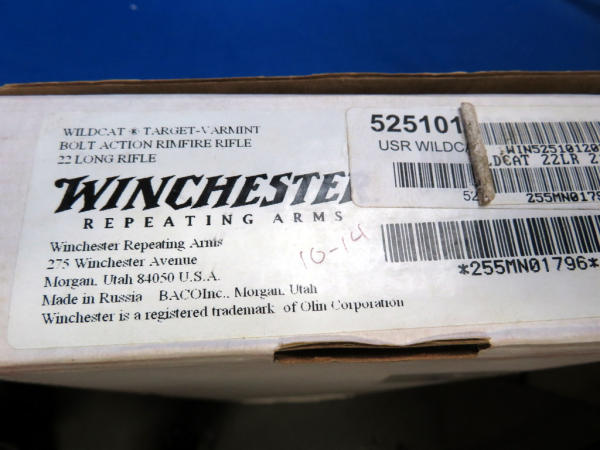 WILDCAT ® TARGET-VARMINT
BOLT ACTION RIMFIRE RIFLE
22 LONG RIFLE
WINCHESTER
REPEATING ARMS
Winchester Repeating Arms
275 Winchester Avenue
Morgan, Utah 84050 U.S.A.
Made in Russia BACOInc., Morgan, Utah
Winchester is a registered trademark of Olin Corporation
10-14
525101
USR WILDCA
WIN52510120
22LR
52
255MN0179
*255MN01796*